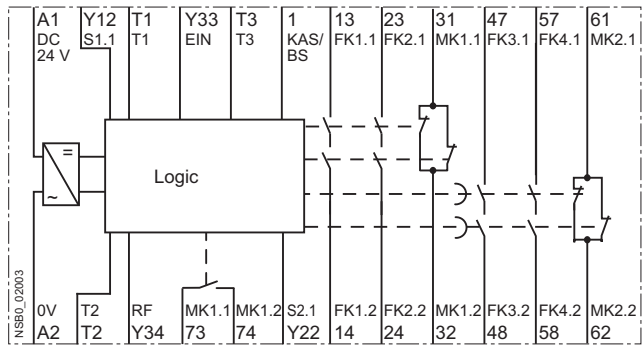 A1 Y12 T1 Y33 T3 1 13 23 31 47 57 61
DC S1.1 T1 EIN T3 KAS/ FK1.1 FK2.1 MK1.1 FK3.1 FK4.1 MK2.1
24 V BS
=
~
Logic
NSB0_02003
0V T2 RF MK1.1 MK1.2 S2.1 FK1.2 FK2.2 MK1.2 FK3.2 FK4.2 MK2.2
A2 T2 Y34 73 74 Y22 14 24 32 48 58 62